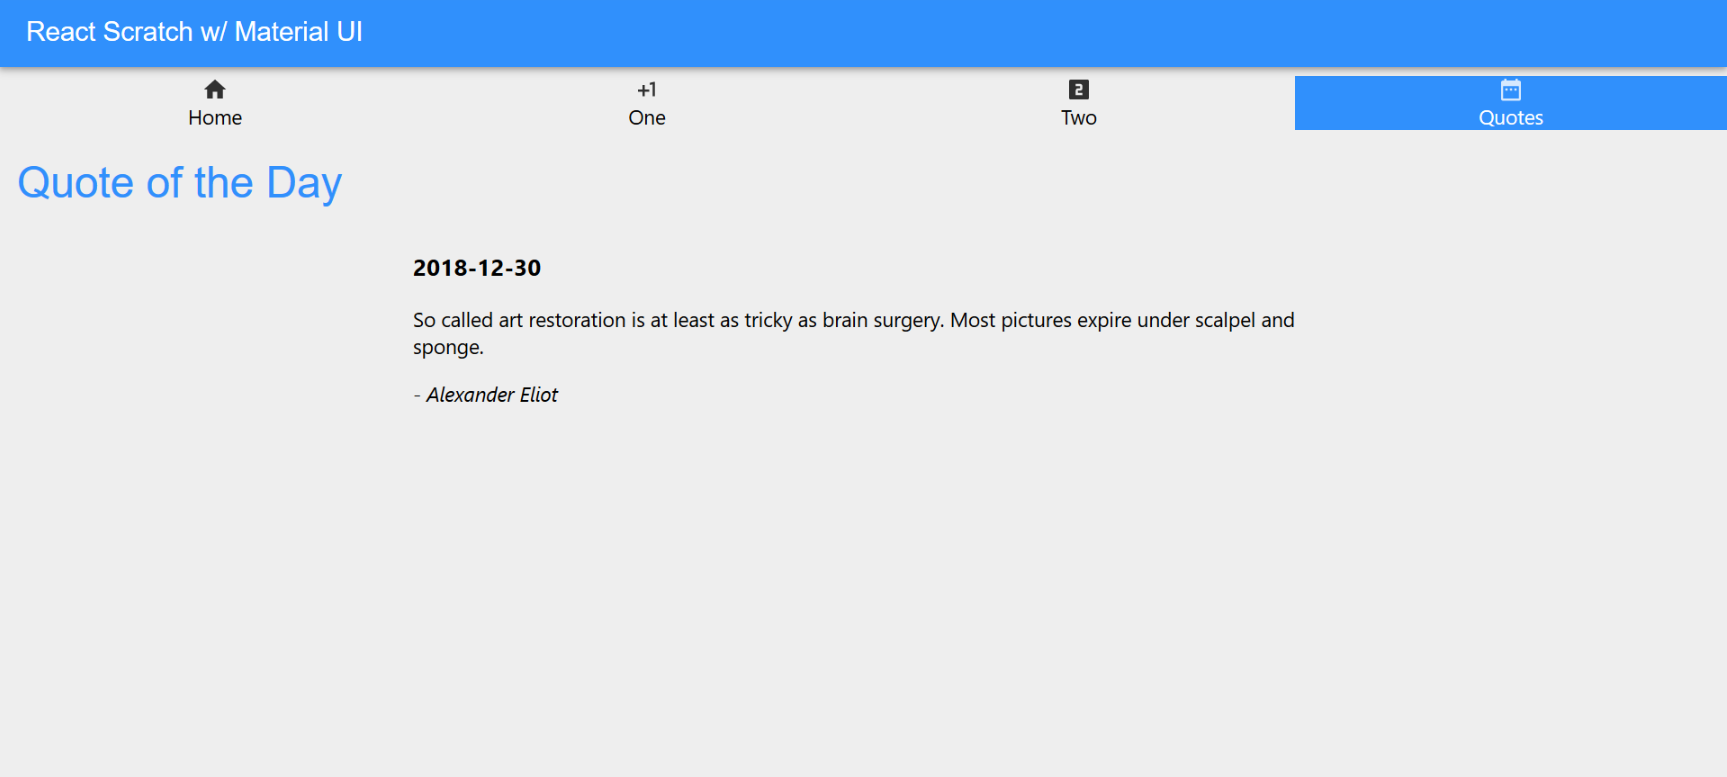 React Scratch w/ Material UI
+1
2
Home
One
Two
Quotes
Quote of the Day
2018-12-30
So called art restoration is at least as tricky as brain surgery. Most pictures expire under scalpel and
sponge.
- Alexander Eliot